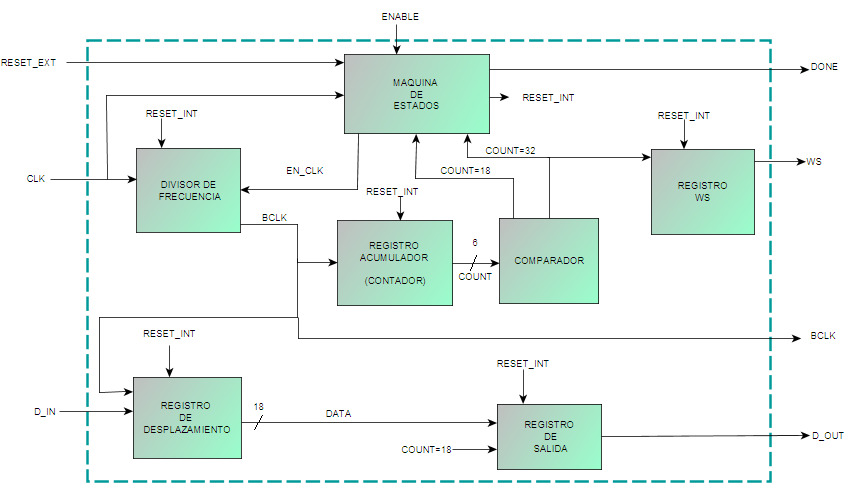 ENABLE
RESET_EXT
MAQUINA
DE
ESTADOS
DONE
RESET_INT
RESET_INT
RESET_INT
COUNT=32
CLK
DIVISOR DE
FRECUENCIA
EN_CLK
COUNT=18
REGISTRO
WS
WS
RESET_INT
BCLK
REGISTRO
ACUMULADOR
(CONTADOR)
6
COUNT
COMPARADOR
RESET_INT
BCLK
RESET_INT
D_IN
REGISTRO
DE
DESPLAZAMIENTO
18
DATA
COUNT=18
REGISTRO
DE
SALIDA
D_OUT